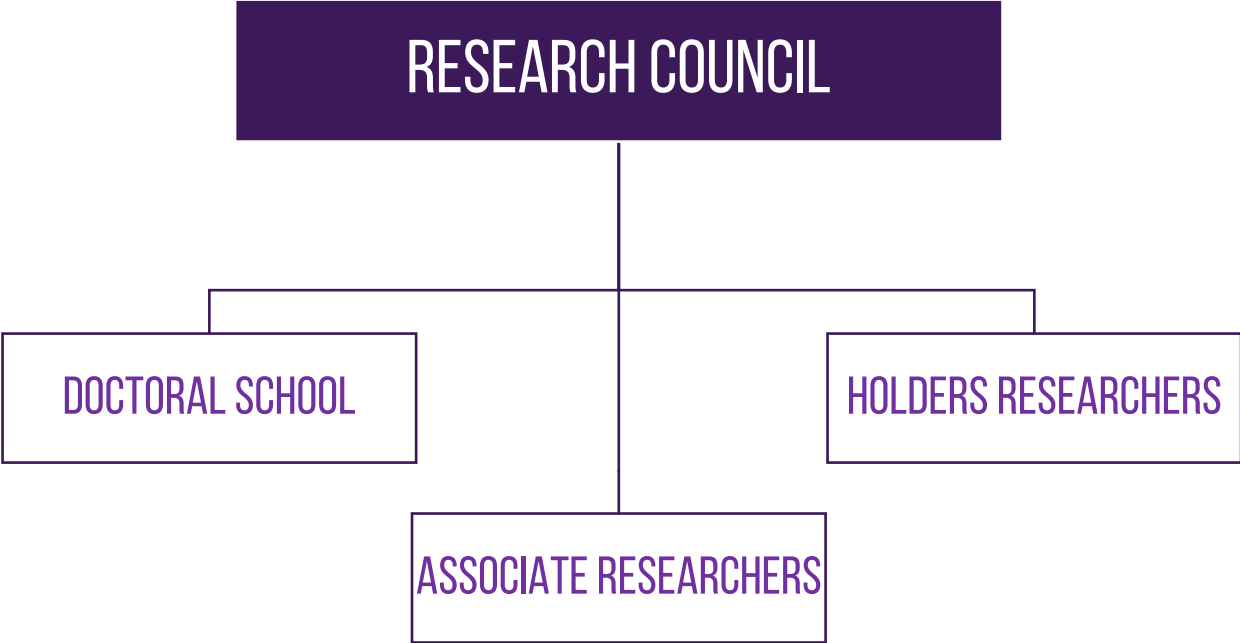 RESEARCH COUNCIL
DOCTORAL SCHOOL
HOLDERS RESEARCHERS
ASSOCIATE RESEARCHERS